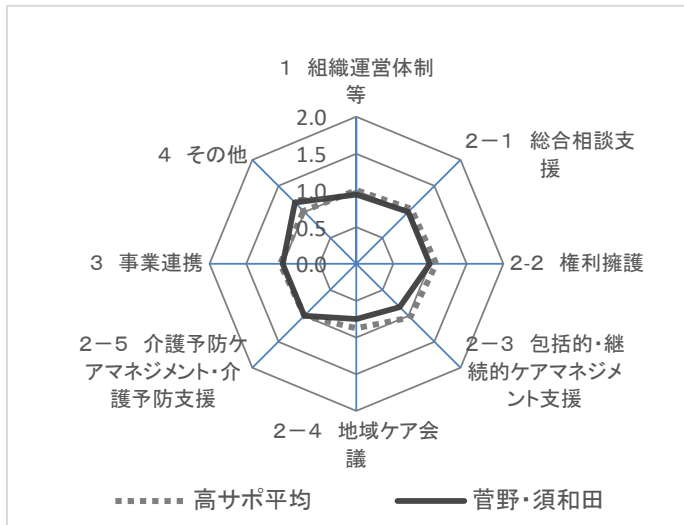 1 組織運営体制
等
2.0
1.5
1.0
0.5
0.0
2－1 総合相談支
援
2-2 権利擁護
2－3 包括的・継
続的ケアマネジメ
ント支援
2－4 地域ケア会
議
2－5 介護予防ケ
アマネジメント・介
護予防支援
3 事業連携
4 その他
高サポ平均
菅野・須和田